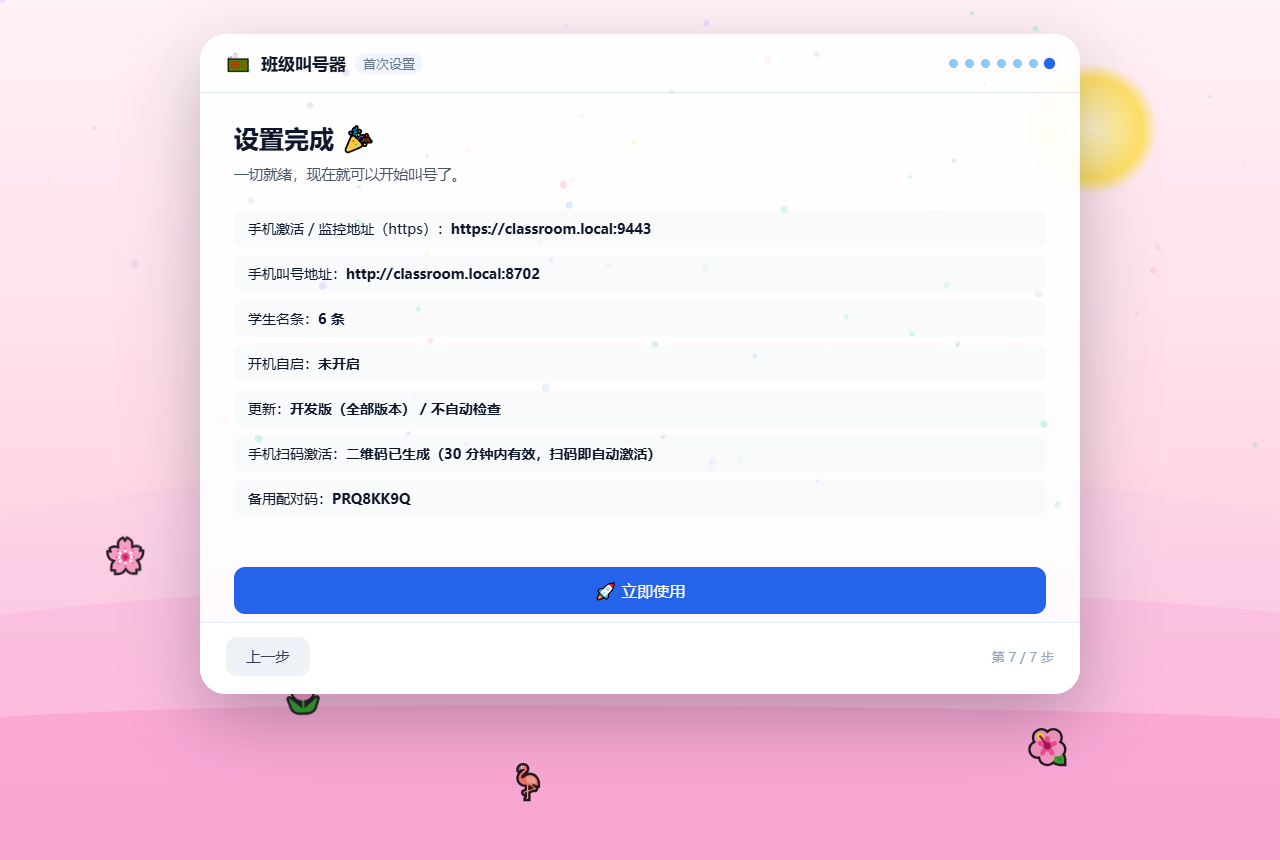 班级叫号器 首次设置
设置完成
一切就绪，现在就可以开始叫号了。
手机激活 / 监控地址（https）：https://classroom.local:9443
手机叫号地址：http://classroom.local:8702
学生名条：6 条
开机自启：未开启
更新：开发版（全部版本） / 不自动检查
手机扫码激活：二维码已生成（30 分钟内有效，扫码即自动激活）
备用配对码：PRQ8KK9Q
立即使用
上一步
第 7 / 7 步